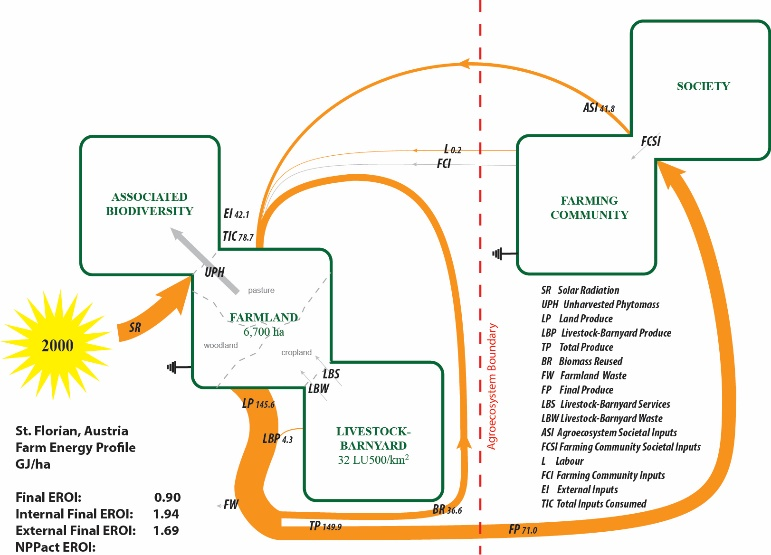 SOCIETY
ASI 41.8
FCSI
L 0.2
FCI
ASSOCIATED
BIODIVERSITY
FARMING
COMMUNITY
EI 42.1
TIC 78.7
UPH
pasture
FARMLAND
6,700 ha
woodland
cropland
SR
2000
LBS
LBW
Agroecosystem Boundary
SR Solar Radiation
UPH Unharvested Phytomass
LP Land Produce
LBP Livestock-Barnyard Produce
TP Total Produce
BR Biomass Reused
FW Farmland Waste
FP Final Produce
LBS Livestock-Barnyard Services
LBW Livestock-Barnyard Waste
ASI Agroecosystem Societal Inputs
FCSI Farming Community Societal Inputs
L Labour
FCI Farming Community Inputs
EI External Inputs
TIC Total Inputs Consumed
LP 145.6
LBP 4.3
LIVESTOCK-
BARNYARD
32 LU500/km²
FW
BR 36.6
TP 149.9
FP 71.0
St. Florian, Austria
Farm Energy Profile
GJ/ha
Final EROI: 0.90
Internal Final EROI: 1.94
External Final EROI: 1.69
NPPact EROI: